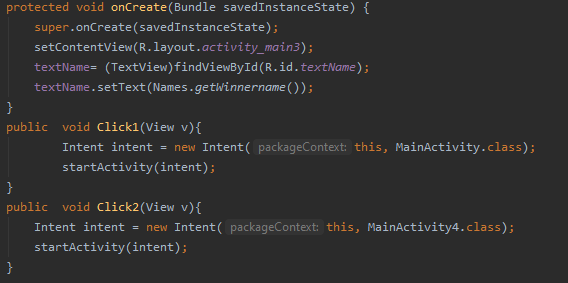 protected void onCreate(Bundle savedInstanceState) {
super.onCreate(savedInstanceState);
setContentView(R.layout.activity_main3);
textName= (TextView)findViewById(R.id.textName);
textName.setText(Names.getWinnername());
}
public  void Click1(View v){
Intent intent = new Intent( packageContext: this, MainActivity.class);
startActivity(intent);
}
public  void Click2(View v){
Intent intent = new Intent( packageContext: this, MainActivity4.class);
startActivity(intent);
}